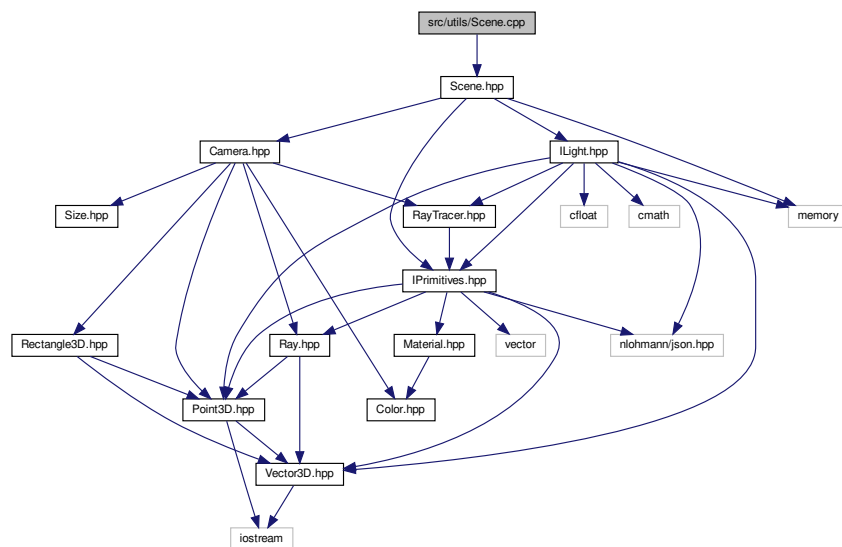 src/utils/Scene.cpp
Scene.hpp
Camera.hpp
ILight.hpp
Size.hpp
RayTracer.hpp
cfloat
cmath
memory
IPrimitives.hpp
Rectangle3D.hpp
Ray.hpp
Material.hpp
vector
nlohmann/json.hpp
Point3D.hpp
Color.hpp
Vector3D.hpp
iostream